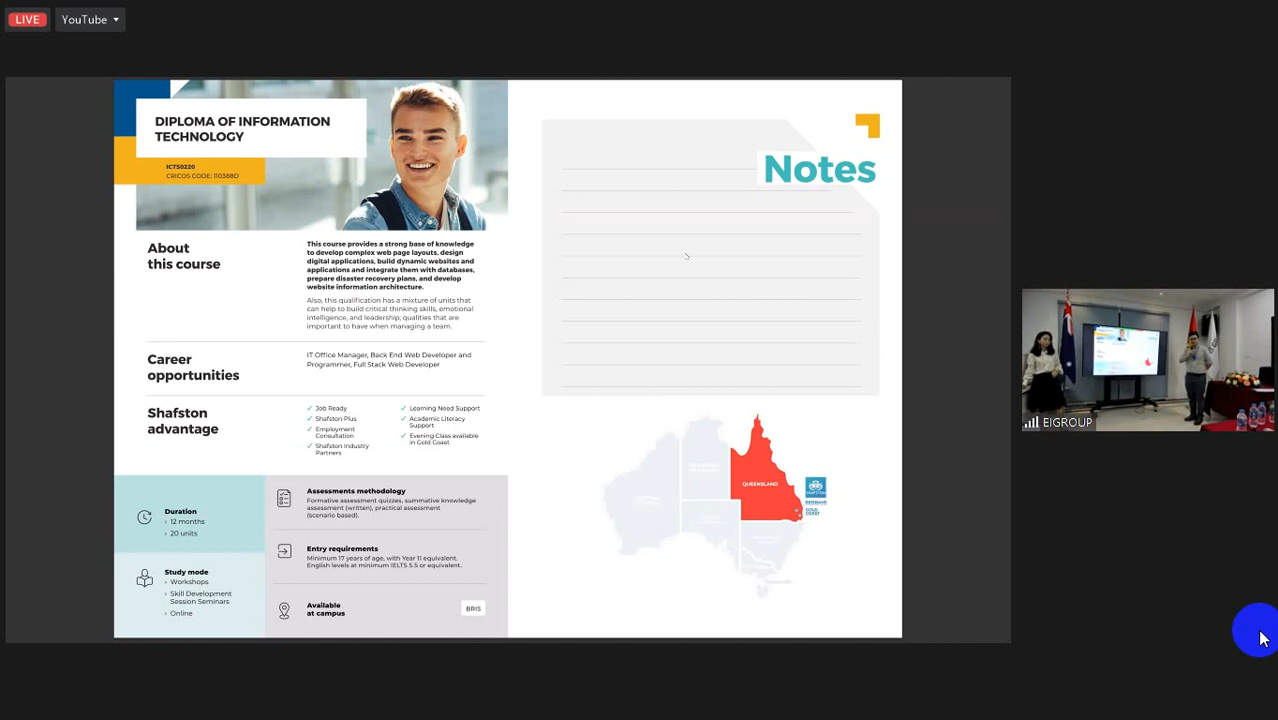 LIVE
YouTube
DIPLOMA OF INFORMATION
TECHNOLOGY
ICT50220
CRICOS CODE: 110388D
About
this course
This course provides a strong base of knowledge
to develop complex web page layouts, design
digital applications, build dynamic websites and
applications and integrate them with databases,
prepare disaster recovery plans, and develop
website information architecture.
Also, this qualification has a mixture of units that
can help to build critical thinking skills, emotional
intelligence, and leadership; qualities that are
important to have when managing a team.
Career
opportunities
IT Office Manager, Back End Web Developer and
Programmer, Full Stack Web Developer
Shafston
advantage
Job Ready
Shafston Plus
Employment
Consultation
Shafston Industry
Partners
Learning Need Support
Academic Literacy
Support
Evening Class available
in Gold Coast
Duration
12 months
20 units
Study mode
Workshops
Skill Development
Session Seminars
Online
Assessments methodology
Formative assessment quizzes, summative knowledge
assessment (written), practical assessment
(scenario based).
Entry requirements
Minimum 17 years of age, with Year 11 equivalent.
English levels at minimum IELTS 5.5 or equivalent.
Available
at campus
BRIS
Notes
QUEENSLAND
SHAFSTON
BRISBANE
GOLD
COAST
EIGROUP